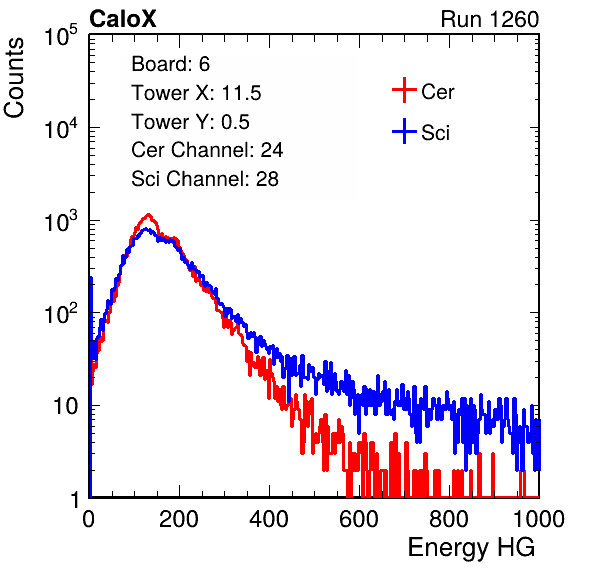 CaloX Run 1260
Counts
Board: 6
Tower X: 11.5
Tower Y: 0.5
Cer Channel: 24
Sci Channel: 28
Cer
Sci
10^5
10^4
10^3
10^2
10
1
0 200 400 600 800 1000
Energy HG